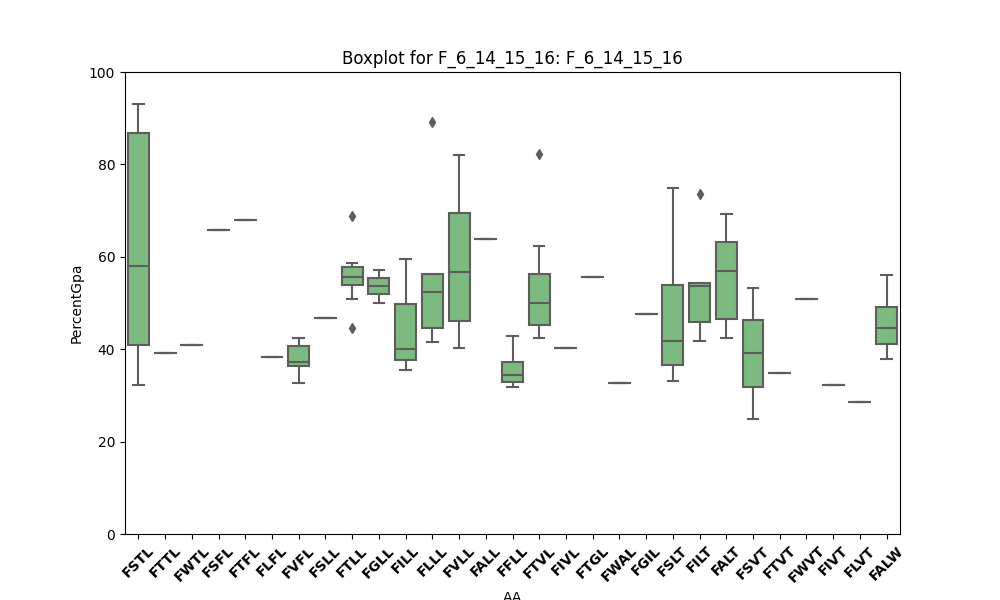 Boxplot for F_6_14_15_16: F_6_14_15_16
PercentGpa
100
80
60
40
20
0
FSTL FTTL FWTL FSFL FTFL FLFL FVFL FSLL FTLL FGLL FILL FLLL FVLL FALL FFLL FTVL FIVL FTGL FWAL FGIL FSLT FILT FALT FSVT FTVT FWVT FIVT FLVT FALW
AA